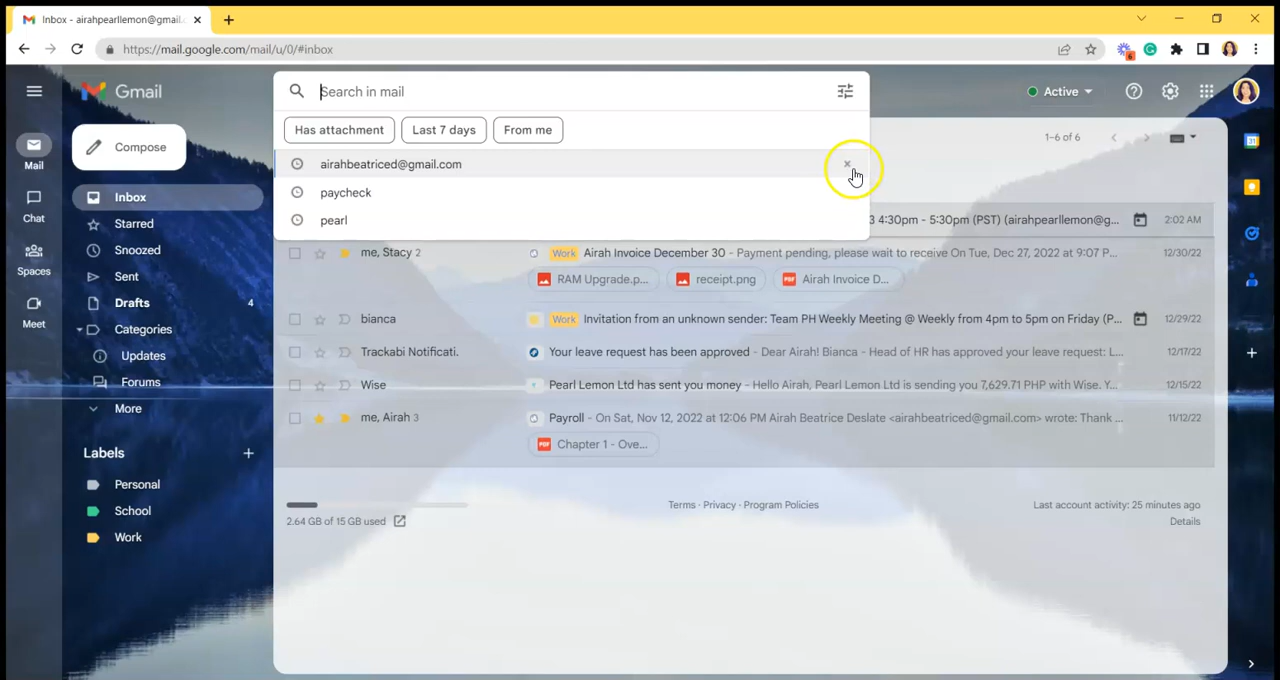 Inbox - airahpearllemon@gmail.
https://mail.google.com/mail/u/0/#inbox
6
Gmail
Search in mail
Active
Compose
Has attachment
Last 7 days
From me
1–6 of 6
Mail
Chat
Spaces
Meet
Inbox
Starred
Snoozed
Sent
Drafts 4
Categories
Updates
Forums
More
Labels
Personal
School
Work
airahbeatriced@gmail.com
paycheck
pearl
3 4:30pm - 5:30pm (PST) (airahpearllemon@g... 2:02 AM
me, Stacy 2 Work Airah Invoice December 30 - Payment pending, please wait to receive On Tue, Dec 27, 2022 at 9:07 P... 12/30/22
RAM Upgrade.p... receipt.png PDF Airah Invoice D...
bianca Work Invitation from an unknown sender: Team PH Weekly Meeting @ Weekly from 4pm to 5pm on Friday (P... 12/29/22
Trackabi Notificati. Your leave request has been approved - Dear Airah! Bianca - Head of HR has approved your leave request: L... 12/17/22
Wise Pearl Lemon Ltd has sent you money - Hello Airah, Pearl Lemon Ltd is sending you 7,629.71 PHP with Wise. Y... 12/15/22
me, Airah 3 Payroll - On Sat, Nov 12, 2022 at 12:06 PM Airah Beatrice Deslate <airahbeatriced@gmail.com> wrote: Thank ... 11/12/22
PDF Chapter 1 - Ove...
2.64 GB of 15 GB used
Terms · Privacy · Program Policies
Last account activity: 25 minutes ago
Details